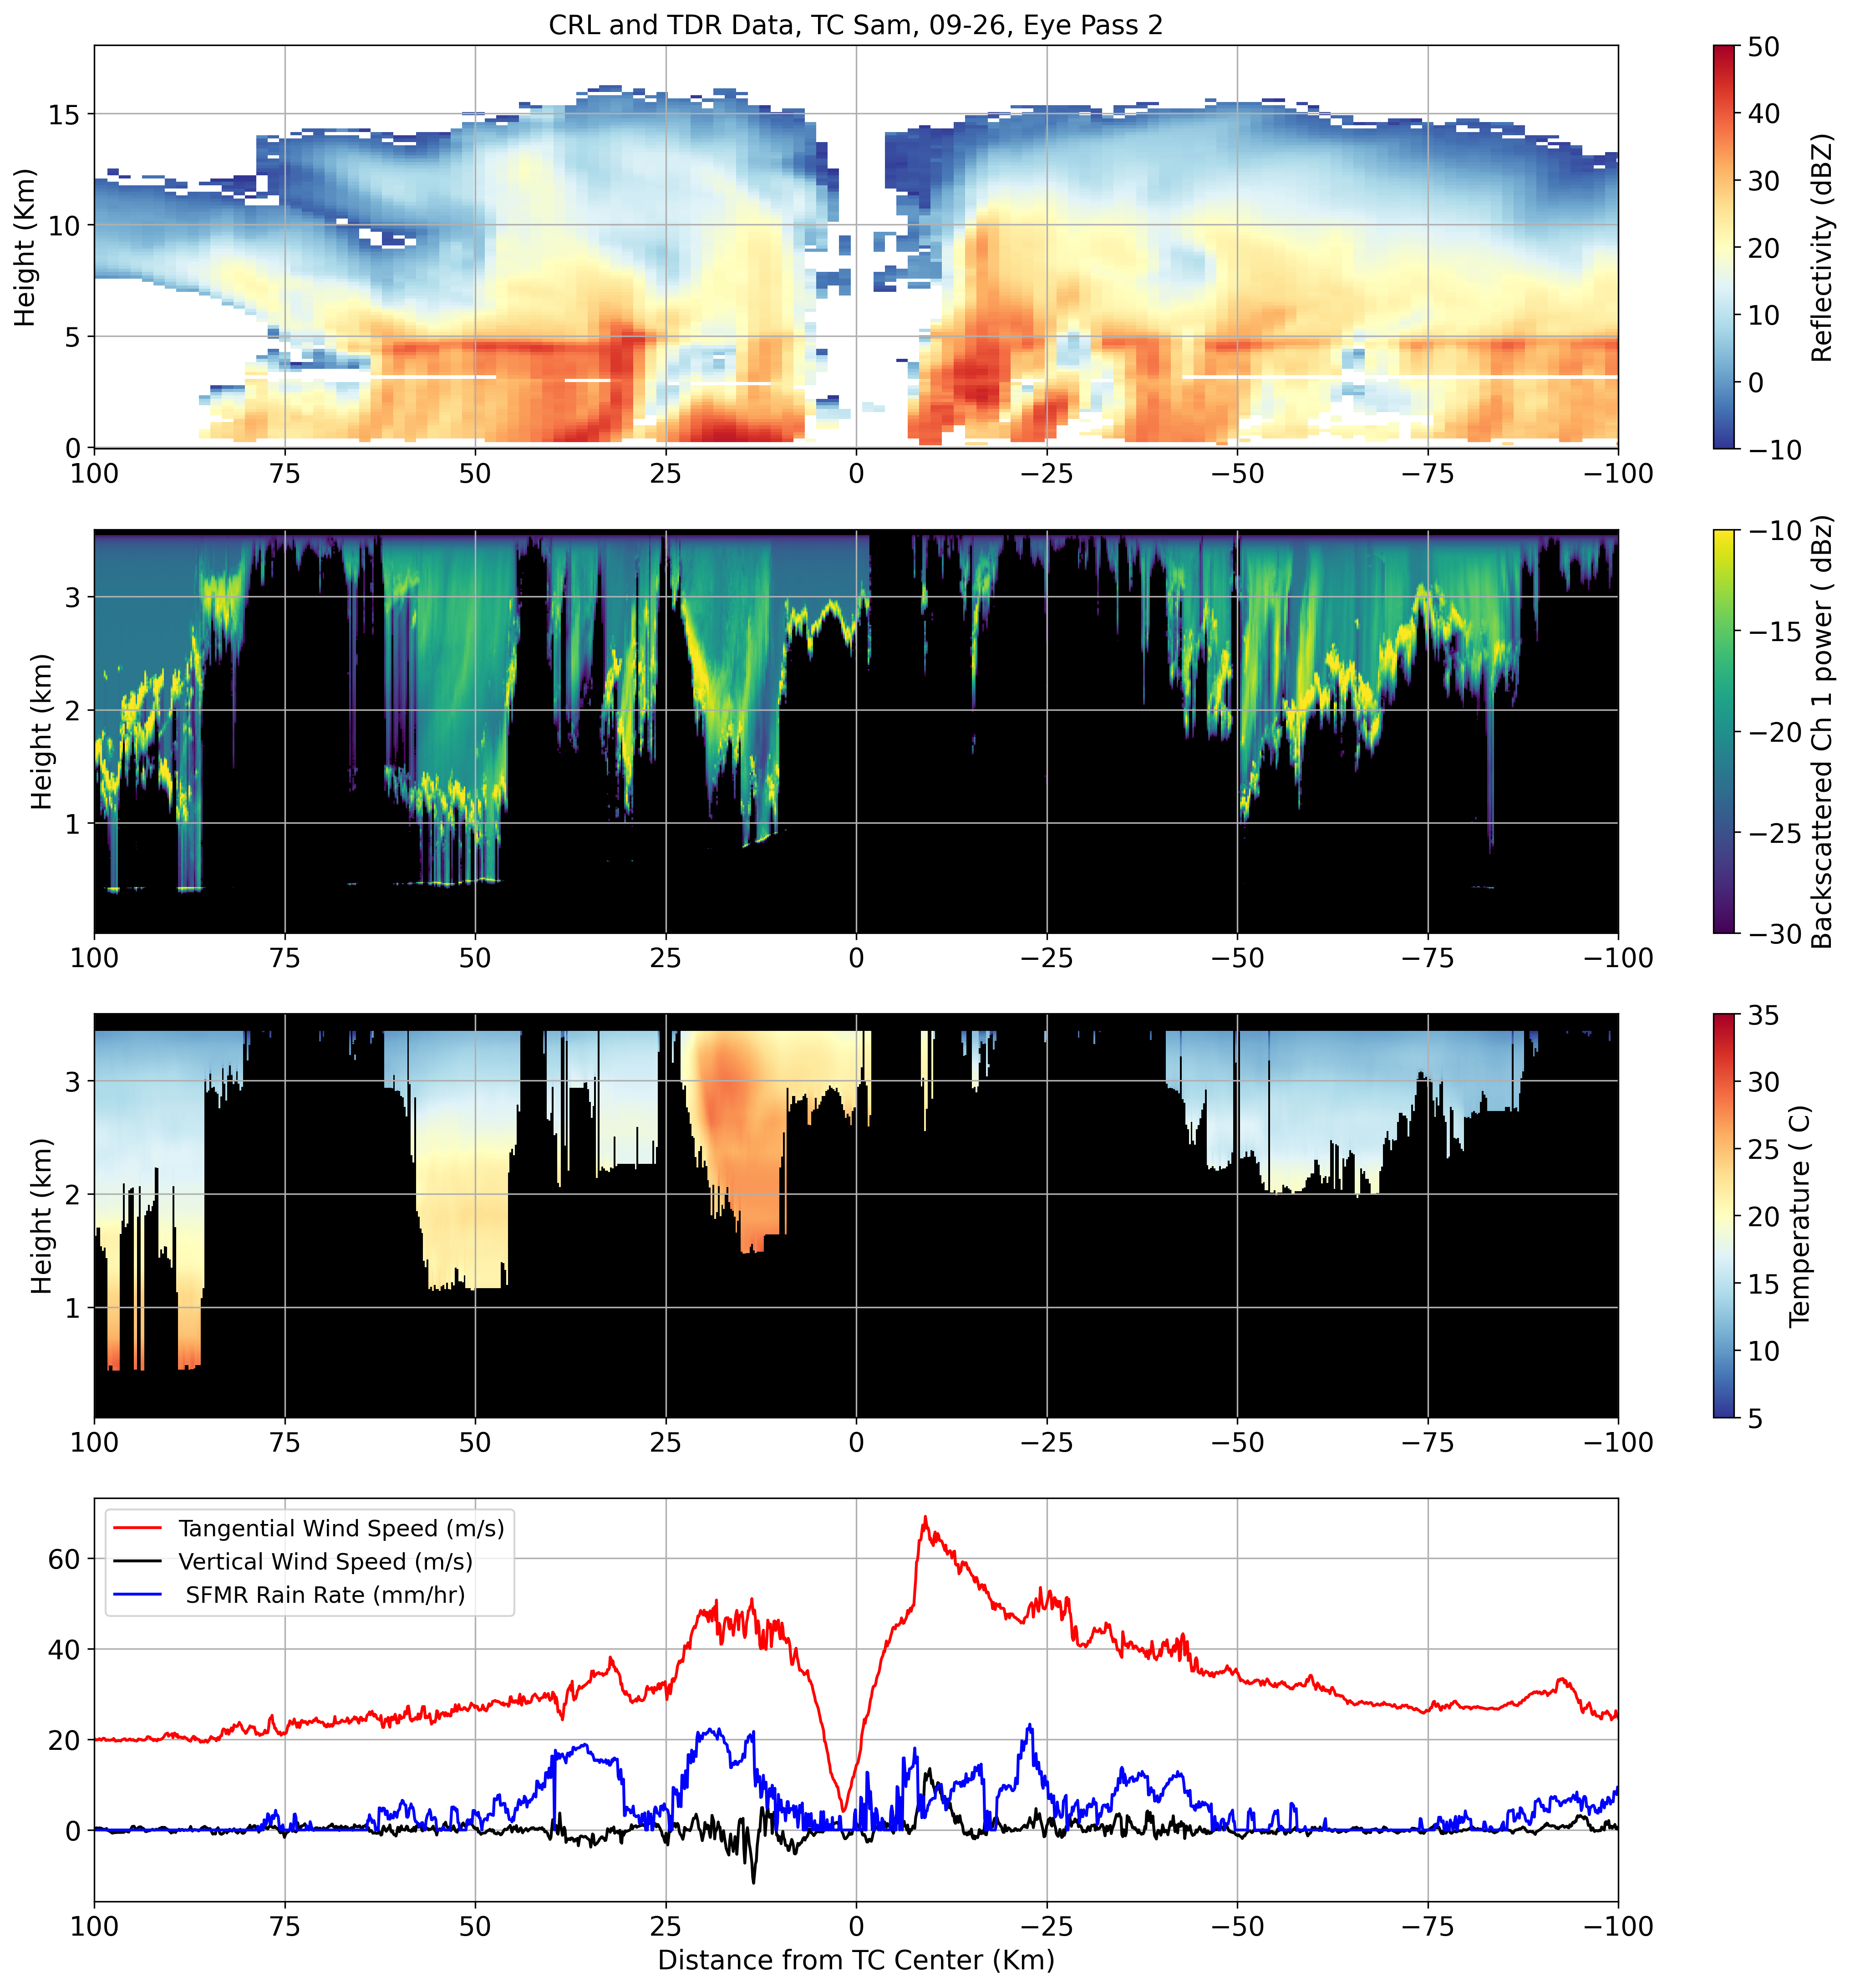 CRL and TDR Data, TC Sam, 09-26, Eye Pass 2
Height (Km)
15
10
5
0
100 75 50 25 0 −25 −50 −75 −100
50
40
30
20
10
0
−10
Reflectivity (dBZ)
Height (km)
3
2
1
100 75 50 25 0 −25 −50 −75 −100
−10
−15
−20
−25
−30
Backscattered Ch 1 power ( dBz)
Height (km)
3
2
1
100 75 50 25 0 −25 −50 −75 −100
35
30
25
20
15
10
5
Temperature ( C)
60
40
20
0
Tangential Wind Speed (m/s)
Vertical Wind Speed (m/s)
SFMR Rain Rate (mm/hr)
100 75 50 25 0 −25 −50 −75 −100
Distance from TC Center (Km)